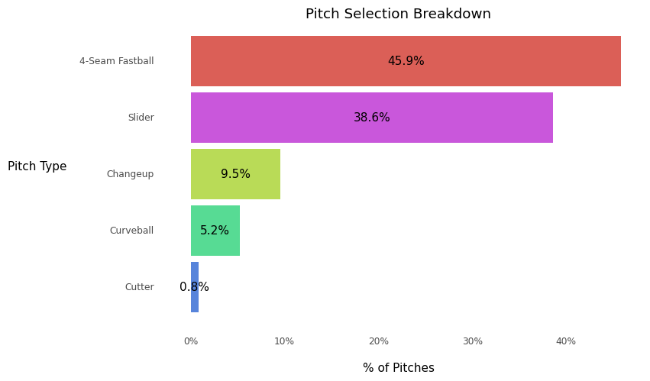 Pitch Selection Breakdown
4-Seam Fastball
45.9%
Slider
38.6%
Pitch Type
Changeup
9.5%
Curveball
5.2%
Cutter
0.8%
0% 10% 20% 30% 40%
% of Pitches